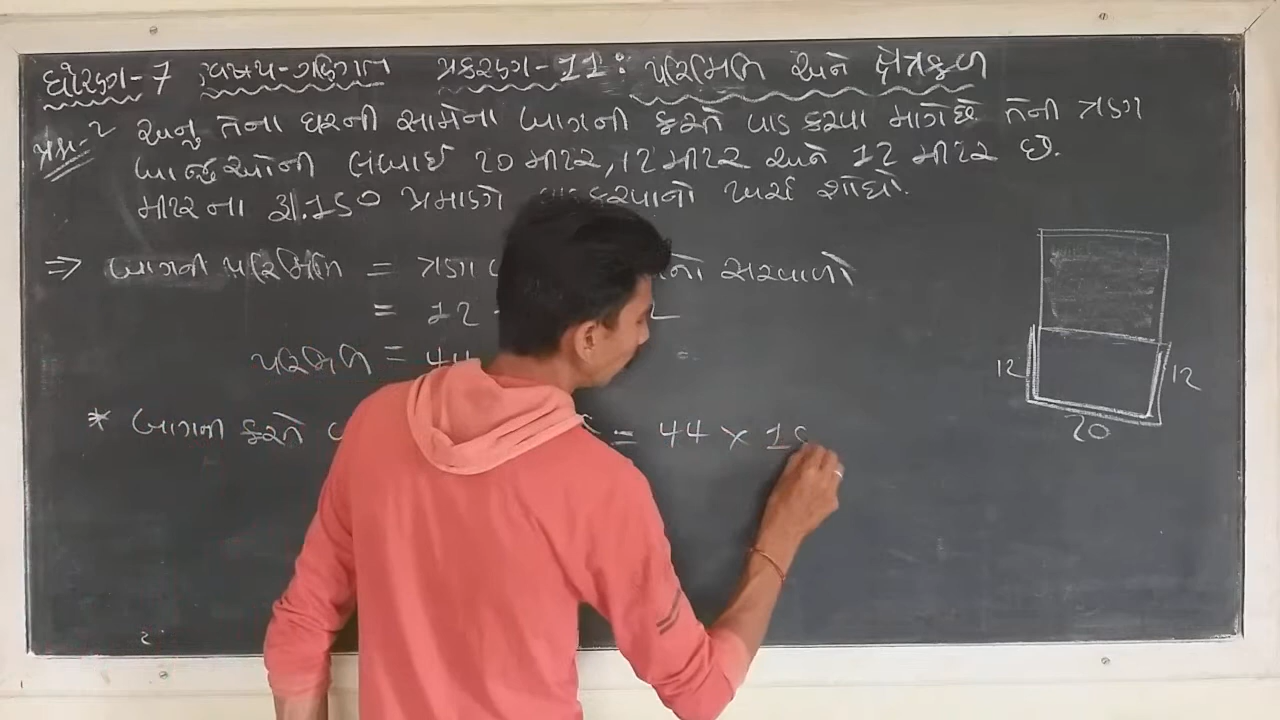 ધોરણ-7 વિષય-ગણિત પ્રકરણ-11: પરિમિતિ અને ક્ષેત્રફળ
પ્રશ્ન-2 અનુ તેના ઘરની સામેના બાગની ફરતે વાડ કરવા માંગે છે તેની ત્રણ
બાજુઓની લંબાઈ 20 મીટર, 12 મીટર અને 12 મીટર છે.
મીટરના રૂ.150 પ્રમાણે વાડ કરવાનો ખર્ચ શોધો.
⇒ બાગની પરિમિતિ = ત્રણ સરવાળો
= 12
પરિમિતિ = 44
* બાગની ફરતે = 44 × 15
12 12
20